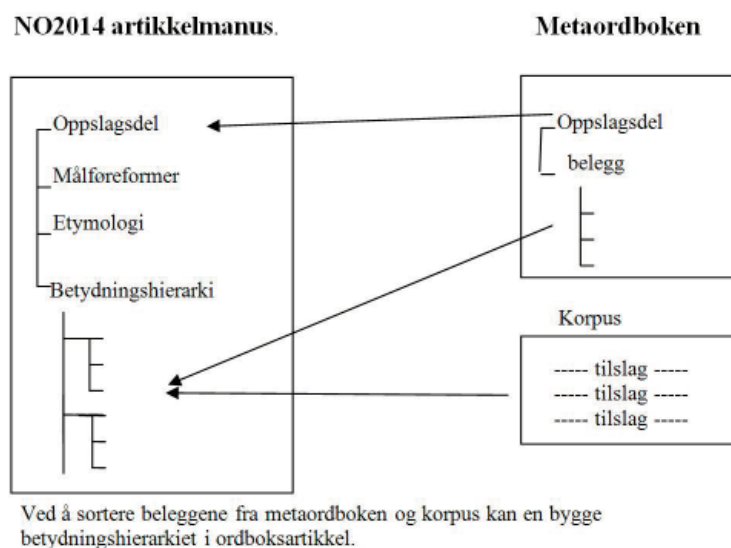 NO2014 artikkelmanus.
Metaordboken
Oppslagsdel
Målføreformer
Etymologi
Betydningshierarki
Oppslagsdel
belegg
Korpus
----- tilslag -----
----- tilslag -----
----- tilslag -----
Ved å sortere beleggene fra metaordboken og korpus kan en bygge
betydningshierarkiet i ordboksartikkel.